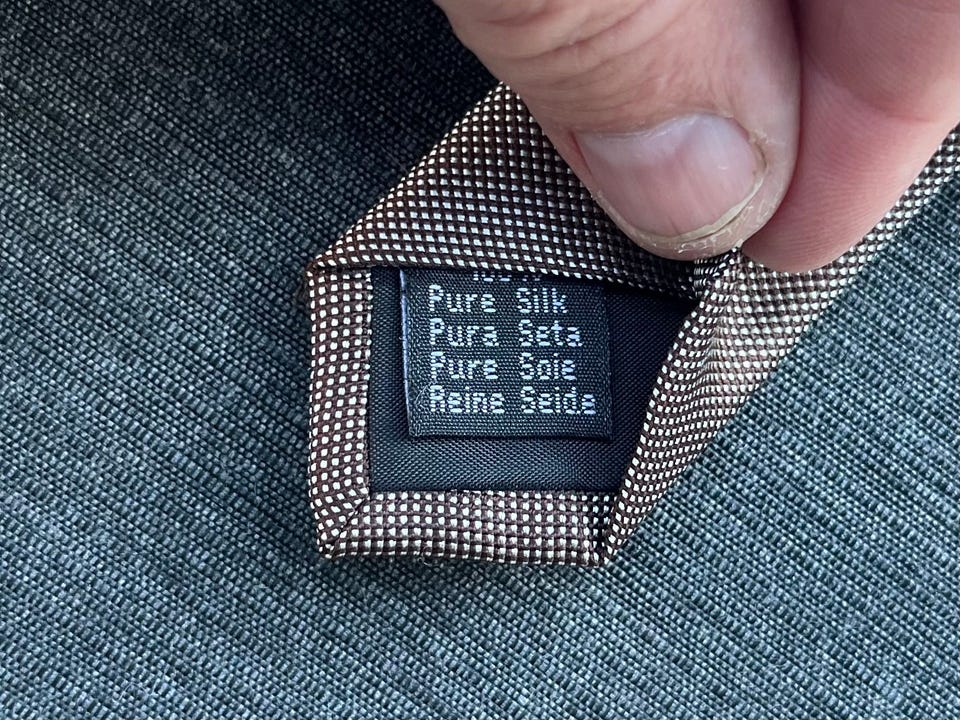 Pure Silk
Pura Seta
Pure Soie
Reine Seide